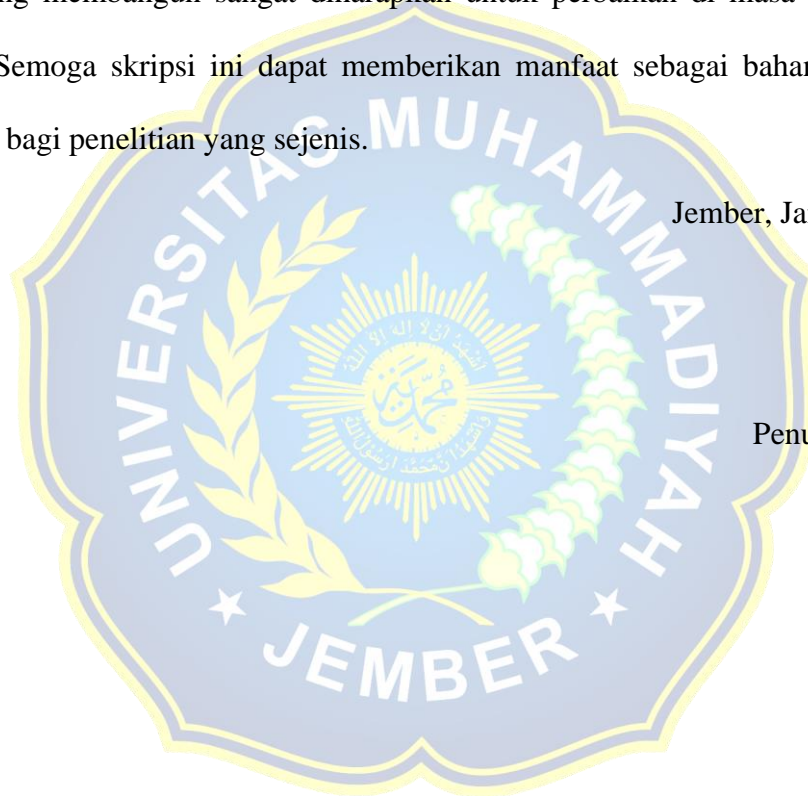 membangun sangat diharapkan untuk perbaikan di masa
Semoga skripsi ini dapat memberikan manfaat sebagai bahan
bagi penelitian yang sejenis.
Jember, Ja
Penu
UNIVERSITAS MUHAMMADIYAH
JEMBER